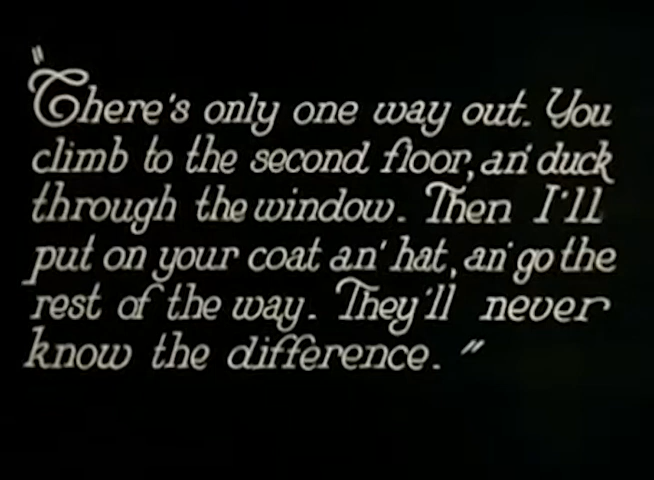 "There's only one way out. You
climb to the second floor, an' duck
through the window. Then I'll
put on your coat an' hat, an' go the
rest of the way. They'll never
know the difference."